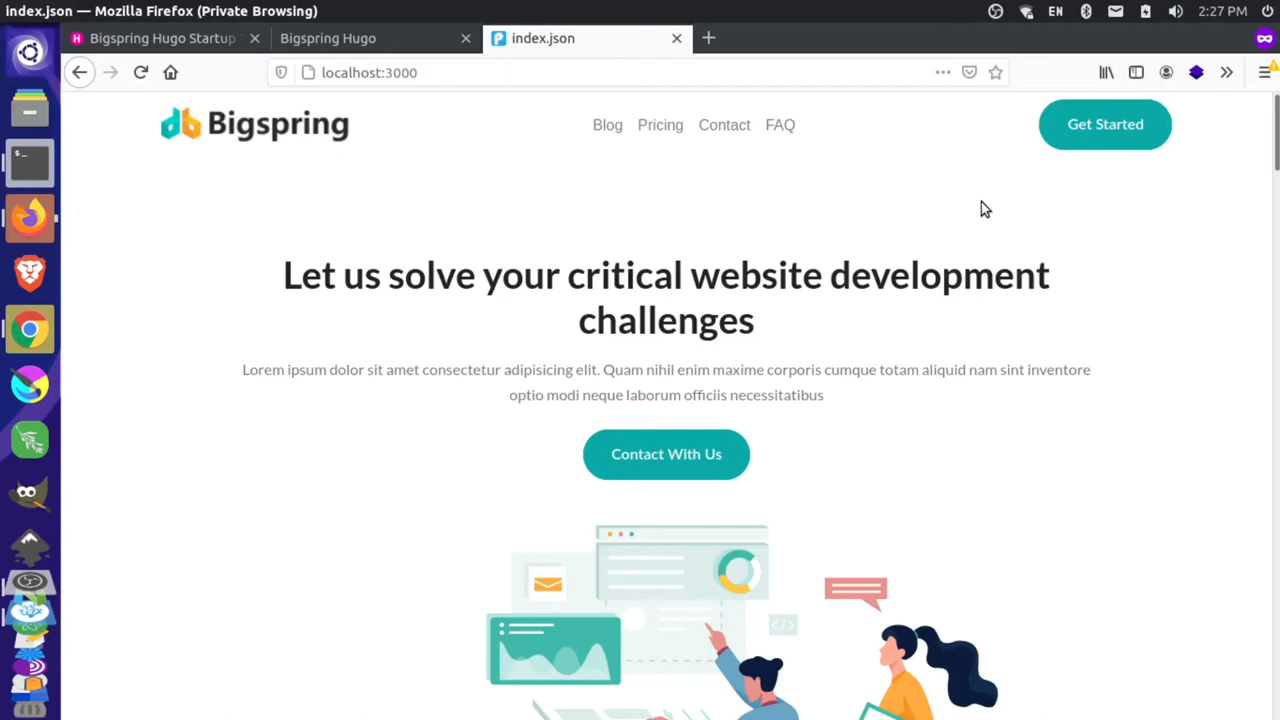 index.json – Mozilla Firefox (Private Browsing)
EN
2:27 PM
Bigspring Hugo Startup
Bigspring Hugo
index.json
localhost:3000
Bigspring
Blog
Pricing
Contact
FAQ
Get Started
Let us solve your critical website development
challenges
Lorem ipsum dolor sit amet consectetur adipisicing elit. Quam nihil enim maxime corporis cumque totam aliquid nam sint inventore
optio modi neque laborum officiis necessitatibus
Contact With Us
</>